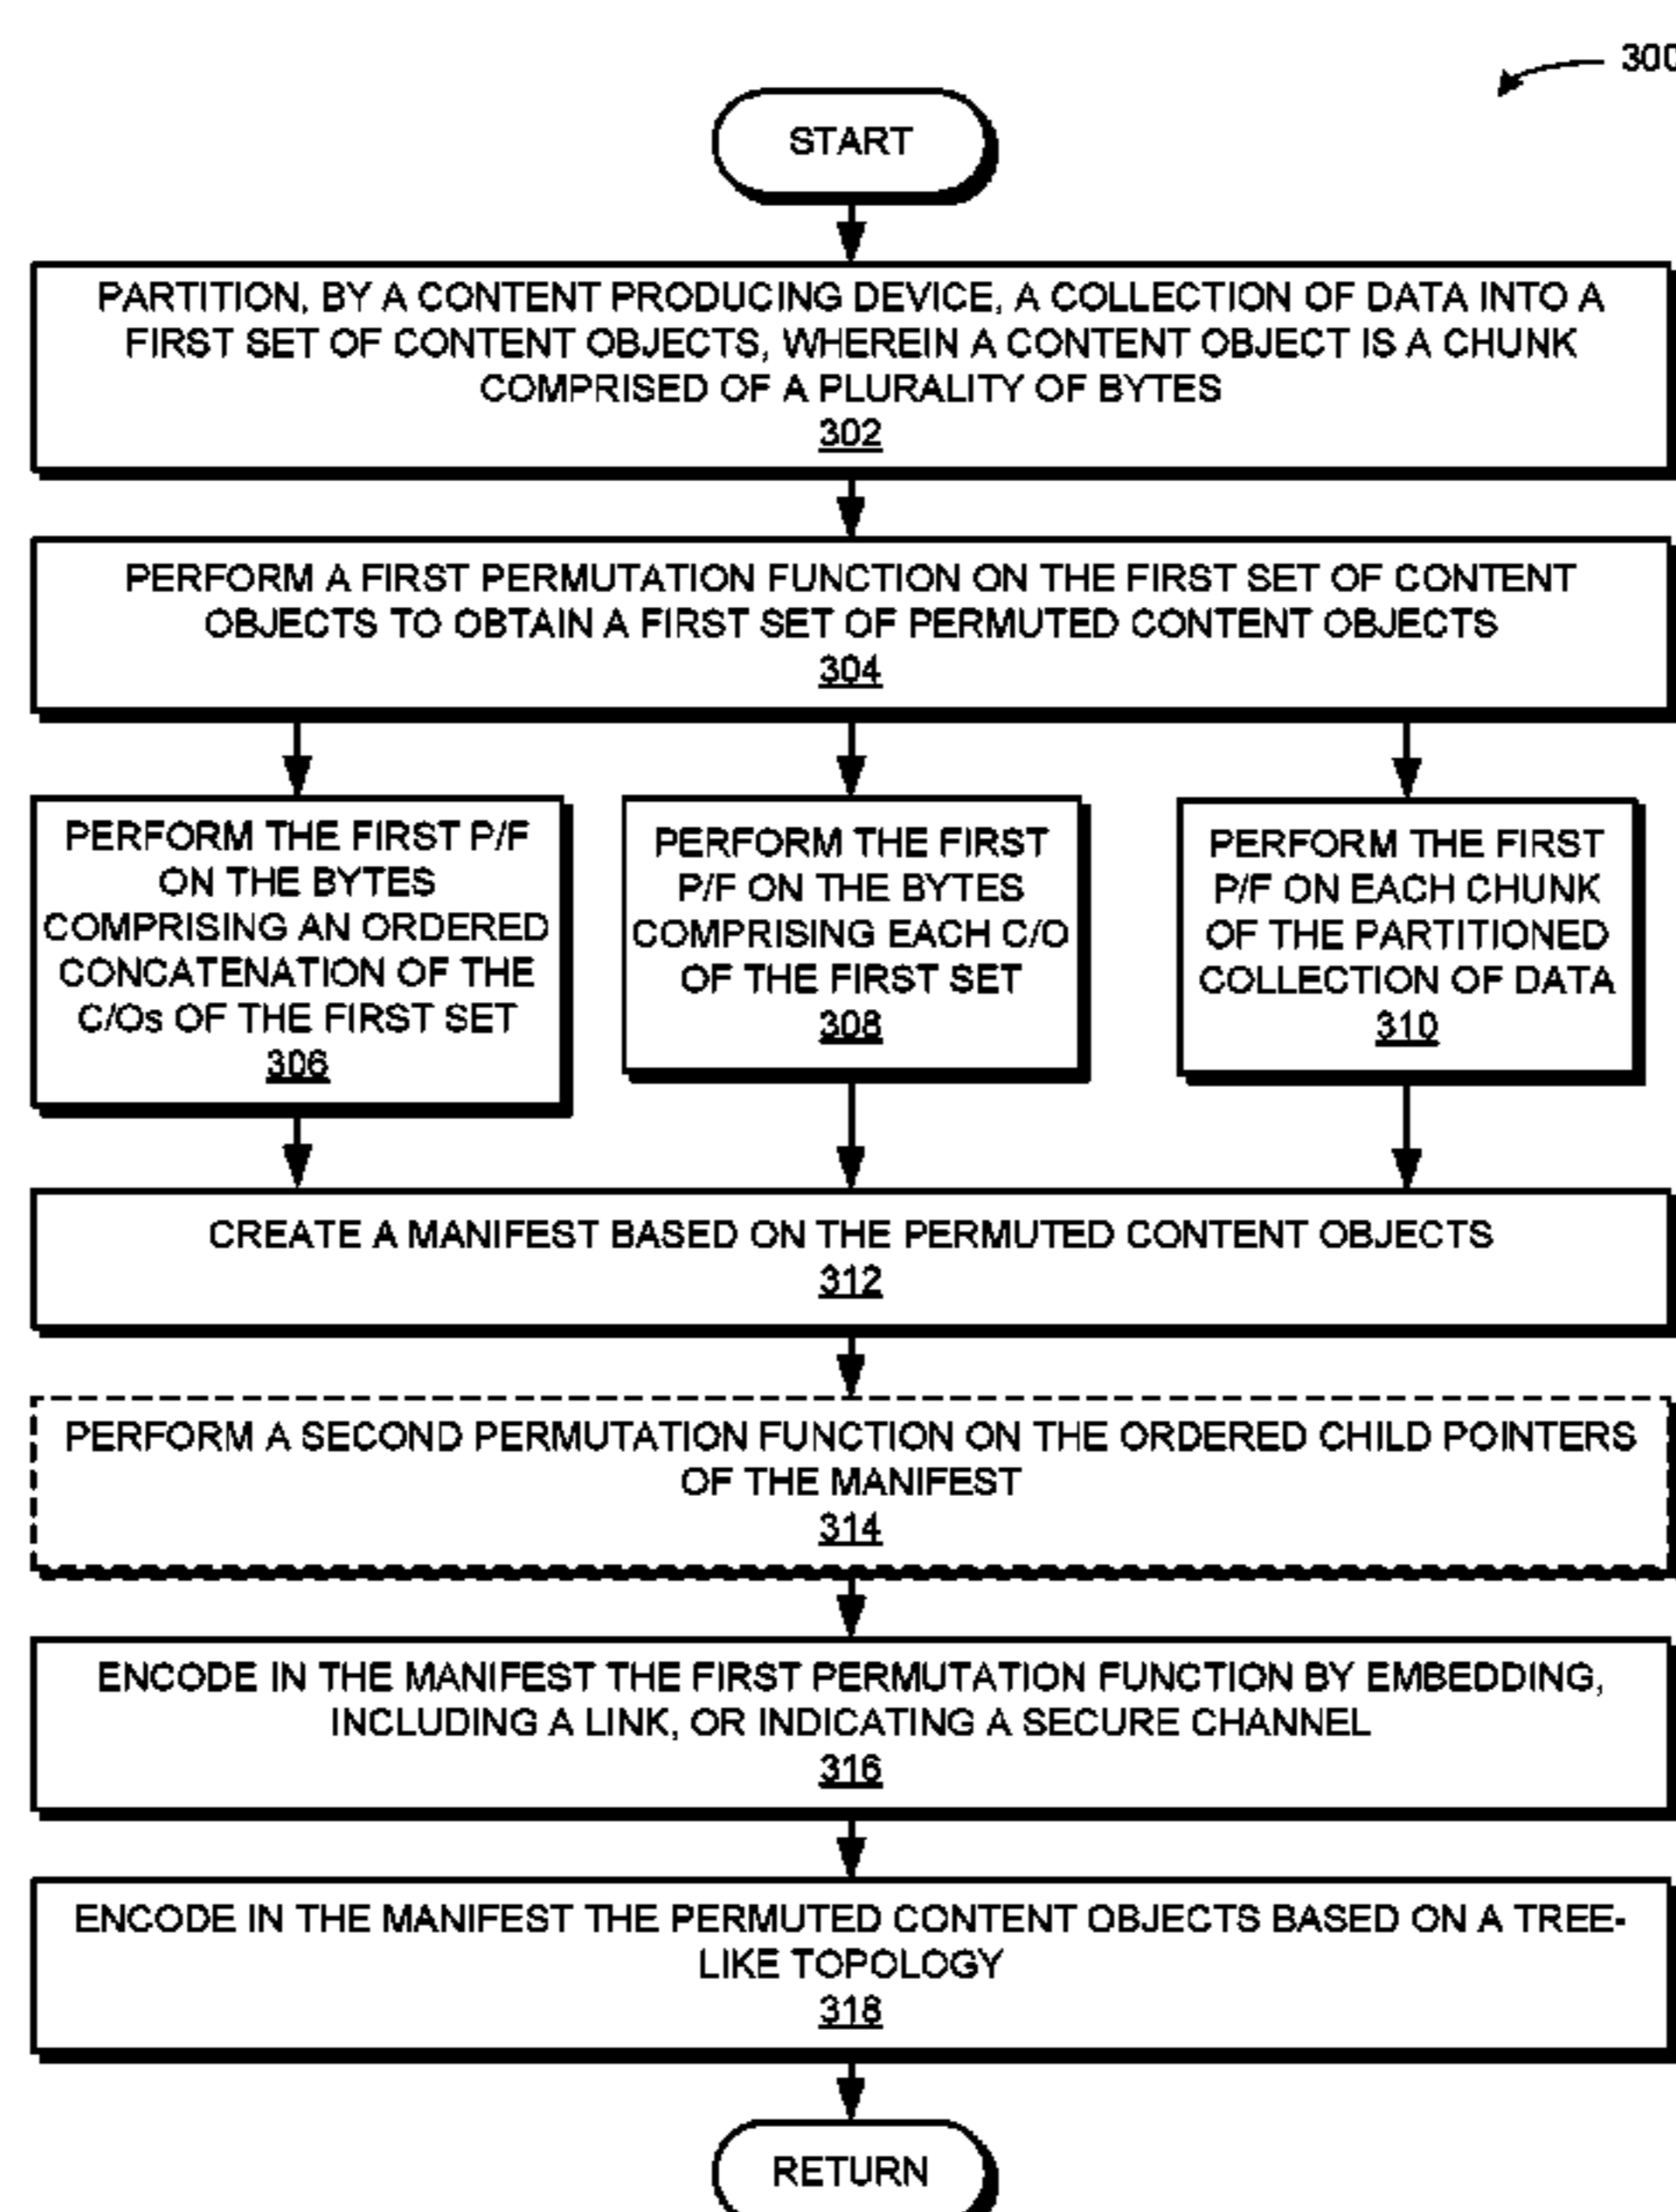 300
START
PARTITION, BY A CONTENT PRODUCING DEVICE, A COLLECTION OF DATA INTO A
FIRST SET OF CONTENT OBJECTS, WHEREIN A CONTENT OBJECT IS A CHUNK
COMPRISED OF A PLURALITY OF BYTES
302
PERFORM A FIRST PERMUTATION FUNCTION ON THE FIRST SET OF CONTENT
OBJECTS TO OBTAIN A FIRST SET OF PERMUTED CONTENT OBJECTS
304
PERFORM THE FIRST P/F
ON THE BYTES
COMPRISING AN ORDERED
CONCATENATION OF THE
C/Os OF THE FIRST SET
306
PERFORM THE FIRST
P/F ON THE BYTES
COMPRISING EACH C/O
OF THE FIRST SET
308
PERFORM THE FIRST
P/F ON EACH CHUNK
OF THE PARTITIONED
COLLECTION OF DATA
310
CREATE A MANIFEST BASED ON THE PERMUTED CONTENT OBJECTS
312
PERFORM A SECOND PERMUTATION FUNCTION ON THE ORDERED CHILD POINTERS
OF THE MANIFEST
314
ENCODE IN THE MANIFEST THE FIRST PERMUTATION FUNCTION BY EMBEDDING,
INCLUDING A LINK, OR INDICATING A SECURE CHANNEL
316
ENCODE IN THE MANIFEST THE PERMUTED CONTENT OBJECTS BASED ON A TREE-
LIKE TOPOLOGY
318
RETURN